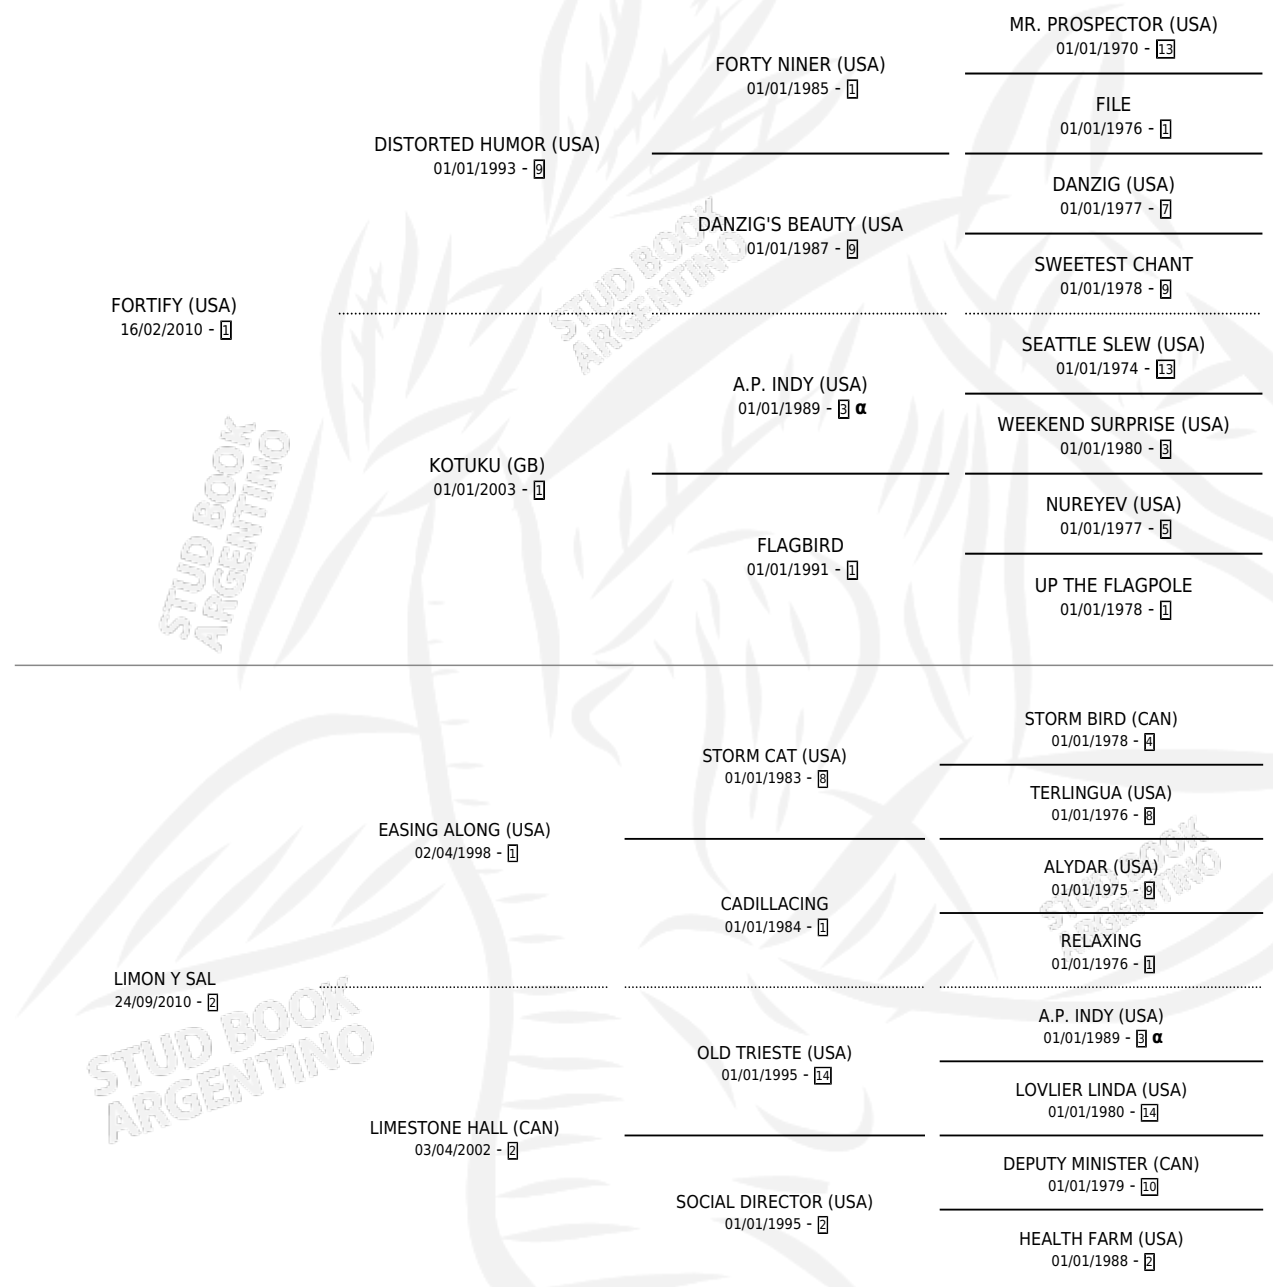 MR. PROSPECTOR (USA)
01/01/1970 - 13
FORTY NINER (USA)
01/01/1985 - 1
FILE
01/01/1976 - 1
DISTORTED HUMOR (USA)
01/01/1993 - 9
DANZIG (USA)
01/01/1977 - 7
DANZIG'S BEAUTY (USA
01/01/1987 - 9
SWEETEST CHANT
01/01/1978 - 9
FORTIFY (USA)
16/02/2010 - 1
SEATTLE SLEW (USA)
01/01/1974 - 13
A.P. INDY (USA)
01/01/1989 - 3 α
WEEKEND SURPRISE (USA)
01/01/1980 - 3
KOTUKU (GB)
01/01/2003 - 1
NUREYEV (USA)
01/01/1977 - 5
FLAGBIRD
01/01/1991 - 1
UP THE FLAGPOLE
01/01/1978 - 1
STORM BIRD (CAN)
01/01/1978 - 4
STORM CAT (USA)
01/01/1983 - 8
TERLINGUA (USA)
01/01/1976 - 8
EASING ALONG (USA)
02/04/1998 - 1
ALYDAR (USA)
01/01/1975 - 9
CADILLACING
01/01/1984 - 1
RELAXING
01/01/1976 - 1
LIMON Y SAL
24/09/2010 - 2
A.P. INDY (USA)
01/01/1989 - 3 α
OLD TRIESTE (USA)
01/01/1995 - 14
LOVLIER LINDA (USA)
01/01/1980 - 14
LIMESTONE HALL (CAN)
03/04/2002 - 2
DEPUTY MINISTER (CAN)
01/01/1979 - 10
SOCIAL DIRECTOR (USA)
01/01/1995 - 2
HEALTH FARM (USA)
01/01/1988 - 2
STUD BOOK
ARGENTINO
STUD BOOK
ARGENTINO
STUD BOOK
ARGENTINO
STUD BOOK
ARGENTINO